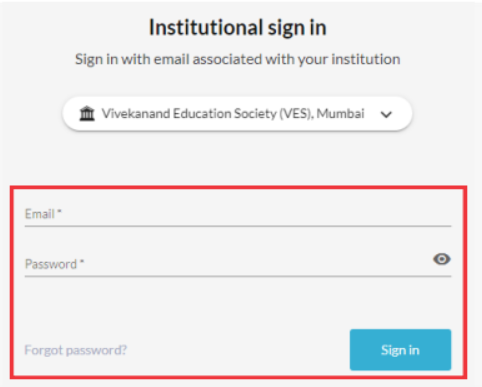 Institutional sign in
Sign in with email associated with your institution
Vivekanand Education Society (VES), Mumbai
Email *
Password *
Forgot password?
Sign in